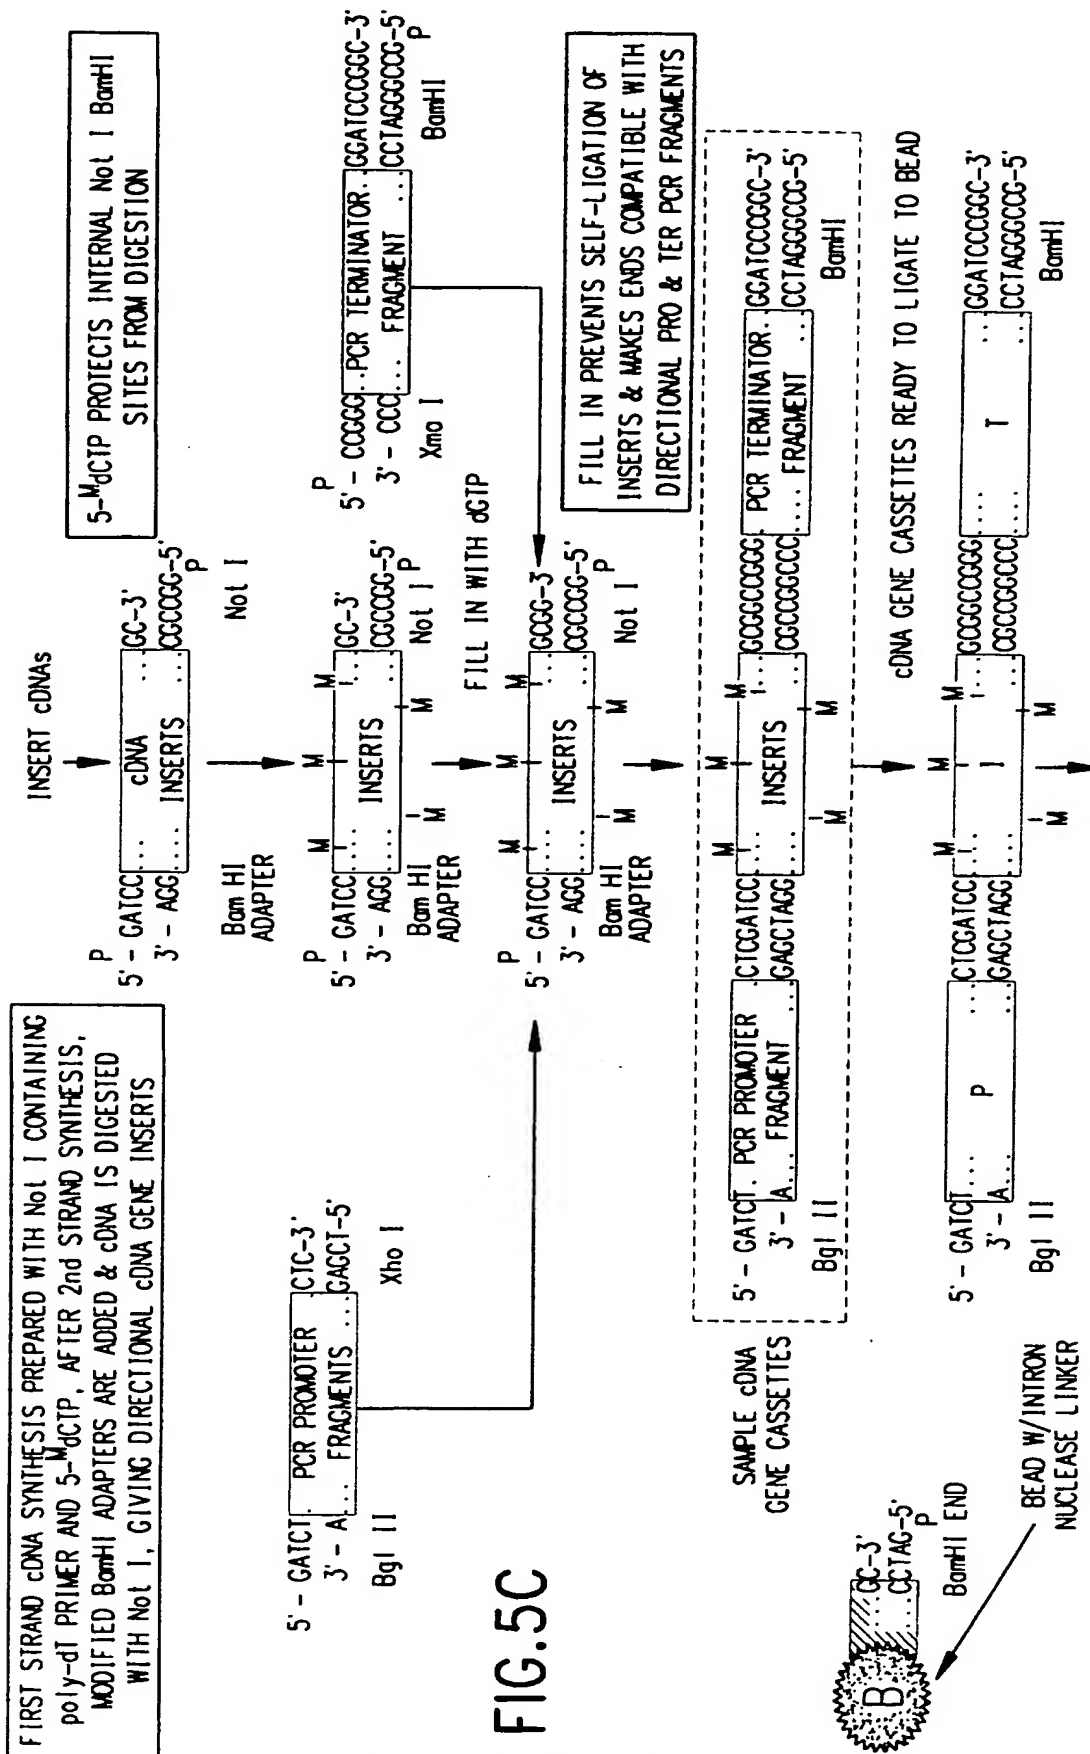 FIRST STRAND cDNA SYNTHESIS PREPARED WITH Not I CONTAINING
poly-dT PRIMER AND 5-MdCTP, AFTER 2nd STRAND SYNTHESIS,
MODIFIED BamHI ADAPTERS ARE ADDED & cDNA IS DIGESTED
WITH Not I, GIVING DIRECTIONAL cDNA GENE INSERTS
INSERT cDNAs
5-MdCTP PROTECTS INTERNAL Not I BamHI
SITES FROM DIGESTION
P
5' - GATCC... cDNA ...GC-3'
3' - AGG.... INSERTS ...CGCCGG-5'
P
Not I
Bam HI
ADAPTER
M M M
P
5' - GATCC... ...GC-3'
INSERTS
3' - AGG.... ...CGCCGG-5'
P
M M
Bam HI
ADAPTER
Not I
P
5' - CCGGG..PCR TERMINATOR..GGATCCCGGC-3'
3' - CCC... FRAGMENT ...CCTAGGGCCG-5'
P
Xma I
BamHI
FILL IN WITH dGTP
5'- GATCT. PCR PROMOTER .CTC-3'
3' - A... FRAGMENTS ...GAGCT-5'
Bgl II
Xho I
M M M
P
5' - GATCC... ...GCGG-3
INSERTS
3' - AGG.... ...CGCCGG-5'
P
M M
Bam HI
ADAPTER
Not I
FILL IN PREVENTS SELF-LIGATION OF
INSERTS & MAKES ENDS COMPATIBLE WITH
DIRECTIONAL PRO & TER PCR FRAGMENTS
FIG.5C
SAMPLE cDNA
GENE CASSETTES
M M M
5' - GATCT. PCR PROMOTER .CTCGATCC... ...GCGGCCGGG. PCR TERMINATOR..GGATCCCGGC-3'
INSERTS
3' - A... FRAGMENT ...GAGCTAGG.... ...CGCCGGCCC.... FRAGMENT ...CCTAGGGCCG-5'
M M
Bgl II
BamHI
cDNA GENE CASSETTES READY TO LIGATE TO BEAD
M M M
5' - GATCT.... ....CTCGATCC... ...GCGGCCGGG... ..GGATCCCGGC-3'
P I T
3' - A... ...GAGCTAGG.... ...CGCCGGCCC.... ...CCTAGGGCCG-5'
M M
Bgl II
BamHI
B
GC-3'
CCTAG-5'
P
BamHI END
BEAD W/INTRON
NUCLEASE LINKER